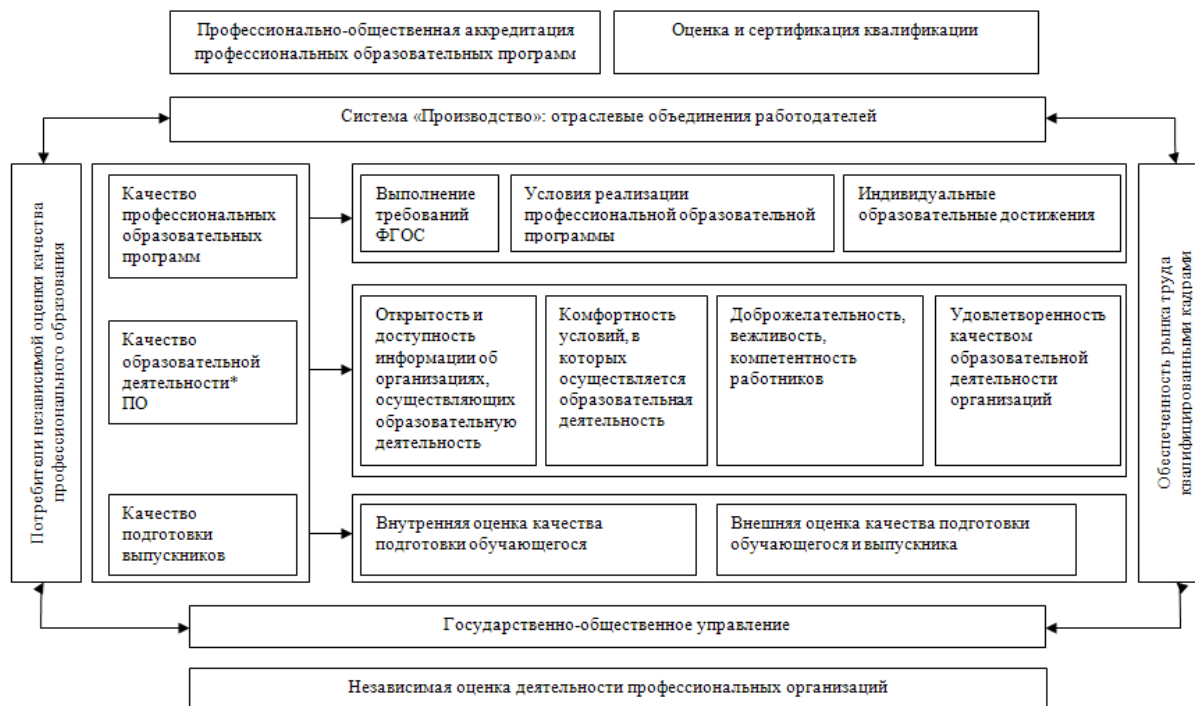 Профессионально-общественная аккредитация
профессиональных образовательных программ
Оценка и сертификация квалификации
Система «Производство»: отраслевые объединения работодателей
Потребители независимой оценки качества
профессионального образования
Качество
профессиональных
образовательных
программ
Выполнение
требований
ФГОС
Условия реализации
профессиональной образовательной
программы
Индивидуальные
образовательные достижения
Качество
образовательной
деятельности*
ПО
Открытость и
доступность
информации об
организациях,
осуществляющих
образовательную
деятельность
Комфортность
условий, в
которых
осуществляется
образовательная
деятельность
Доброжелательность,
вежливость,
компетентность
работников
Удовлетворенность
качеством
образовательной
деятельности
организаций
Качество
подготовки
выпускников
Внутренняя оценка качества
подготовки обучающегося
Внешняя оценка качества подготовки
обучающегося и выпускника
Обеспеченность рынка труда
квалифицированными кадрами
Государственно-общественное управление
Независимая оценка деятельности профессиональных организаций